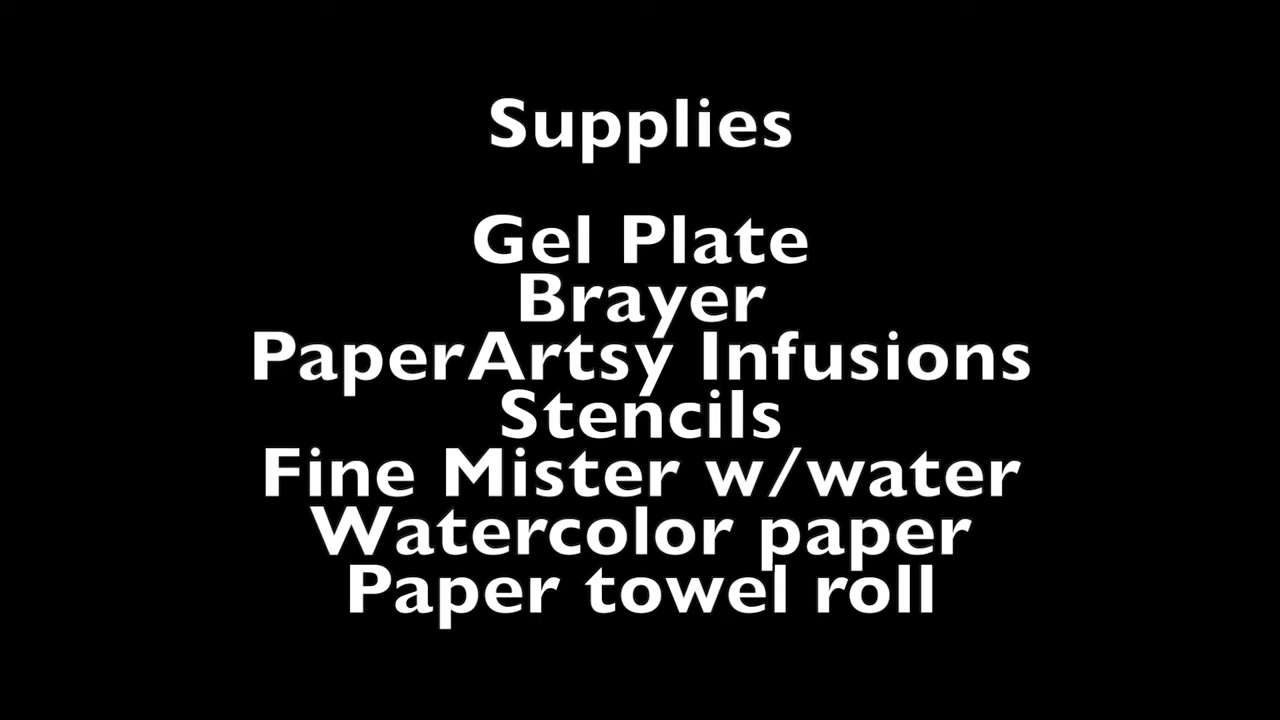 Supplies
Gel Plate
Brayer
PaperArtsy Infusions
Stencils
Fine Mister w/water
Watercolor paper
Paper towel roll